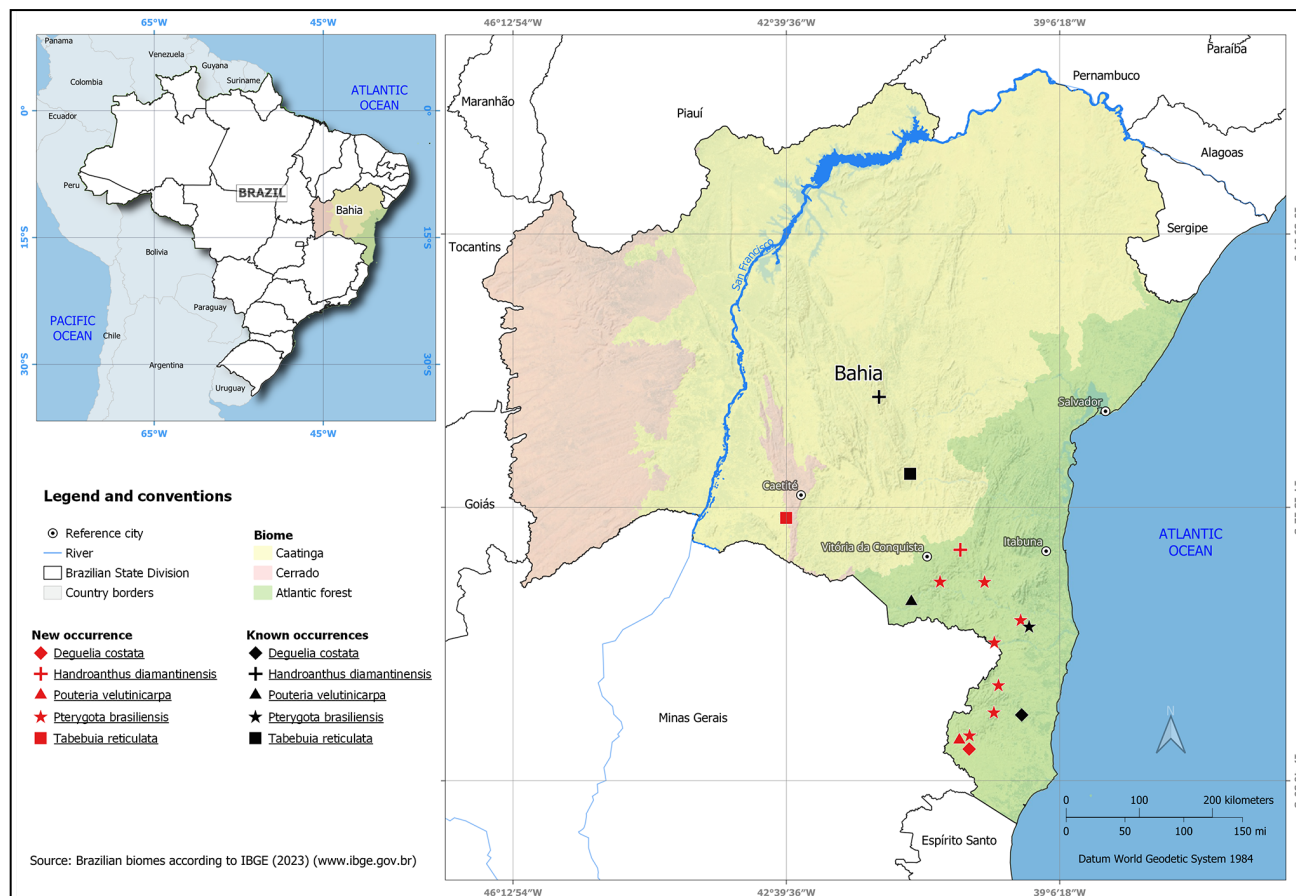 65°W
45°W
46°12'54"W
42°39'36"W
39°6'18"W
Panama
Venezuela
Guyana
Suriname
Colombia
Ecuador
Peru
BRAZIL
Bahia
Bolivia
Paraguay
Chile
Argentina
Uruguay
ATLANTIC
OCEAN
PACIFIC
OCEAN
0°
0°
15°S
15°S
30°S
30°S
65°W
45°W
Paraíba
Pernambuco
Maranhão
Piauí
Alagoas
Sergipe
Tocantins
San Francisco
Bahia
Salvador
Caetité
Goiás
Vitória da Conquista
Itabuna
ATLANTIC
OCEAN
Minas Gerais
Espírito Santo
N
0 100 200 kilometers
0 50 100 150 mi
Datum World Geodetic System 1984
46°12'54"W
42°39'36"W
39°6'18"W
Legend and conventions
Reference city
River
Brazilian State Division
Country borders
Biome
Caatinga
Cerrado
Atlantic forest
New occurrence
Deguelia costata
Handroanthus diamantinensis
Pouteria velutinicarpa
Pterygota brasiliensis
Tabebuia reticulata
Known occurrences
Deguelia costata
Handroanthus diamantinensis
Pouteria velutinicarpa
Pterygota brasiliensis
Tabebuia reticulata
Source: Brazilian biomes according to IBGE (2023) (www.ibge.gov.br)